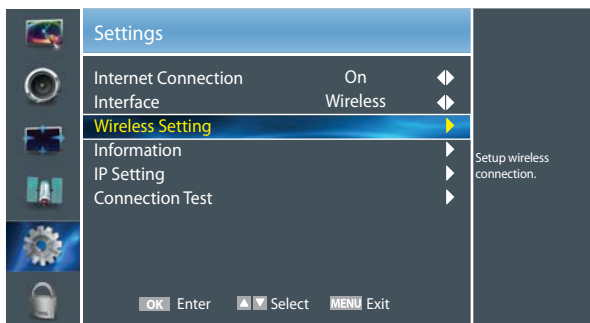 Settings
Internet Connection On
Interface Wireless
Wireless Setting
Information
IP Setting
Connection Test
Setup wireless
connection.
OK Enter Select MENU Exit